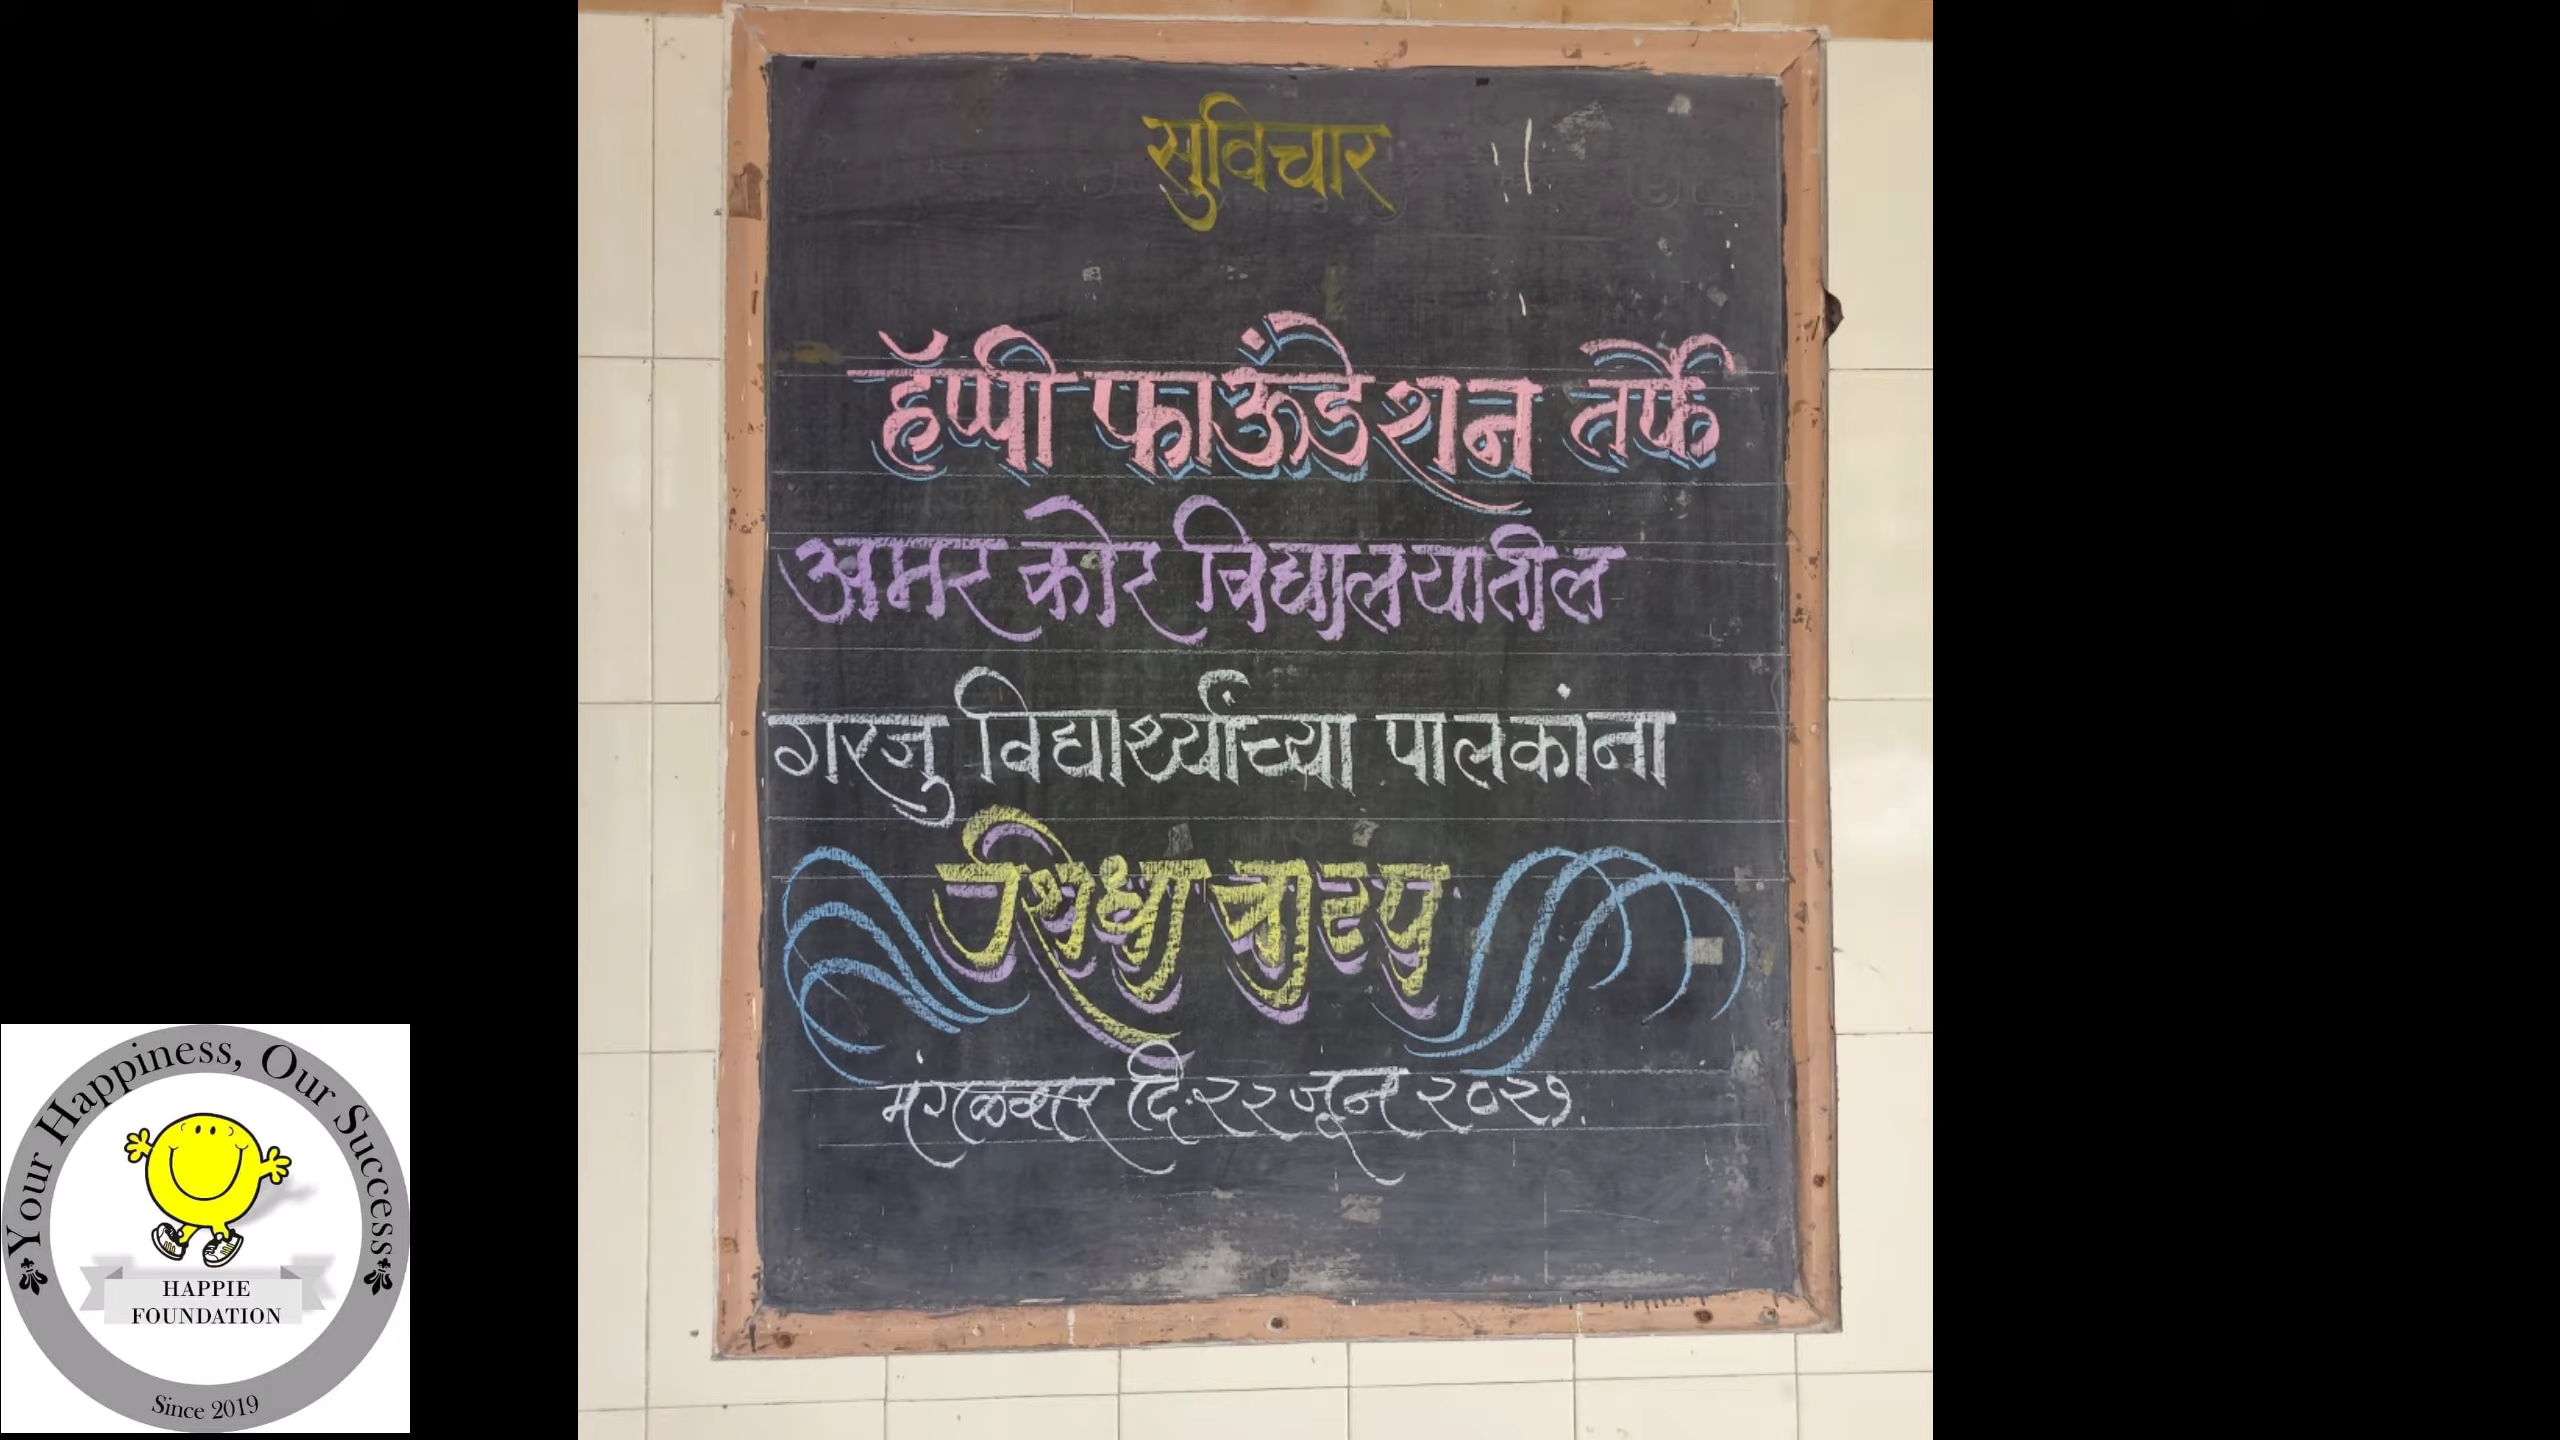 सुविचार
हॅप्पी फाऊंडेशन तर्फे
अमर कोर विद्यालयातील
गरजु विद्यार्थ्यांच्या पालकांना
शिधा वाटप
मंगळवार दि.२२ जून २०२१.
Your Happiness, Our Success
HAPPIE
FOUNDATION
Since 2019